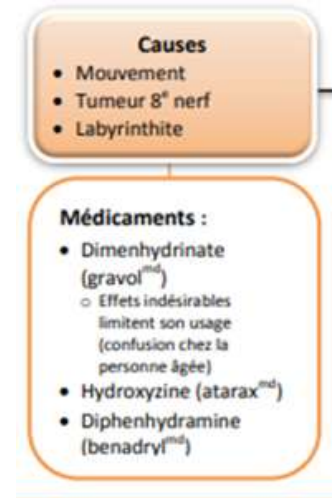 Causes
• Mouvement
• Tumeur 8e nerf
• Labyrinthite
Médicaments :
• Dimenhydrinate
(gravolmd)
o Effets indésirables
limitent son usage
(confusion chez la
personne âgée)
• Hydroxyzine (ataraxmd)
• Diphenhydramine
(benadrylmd)